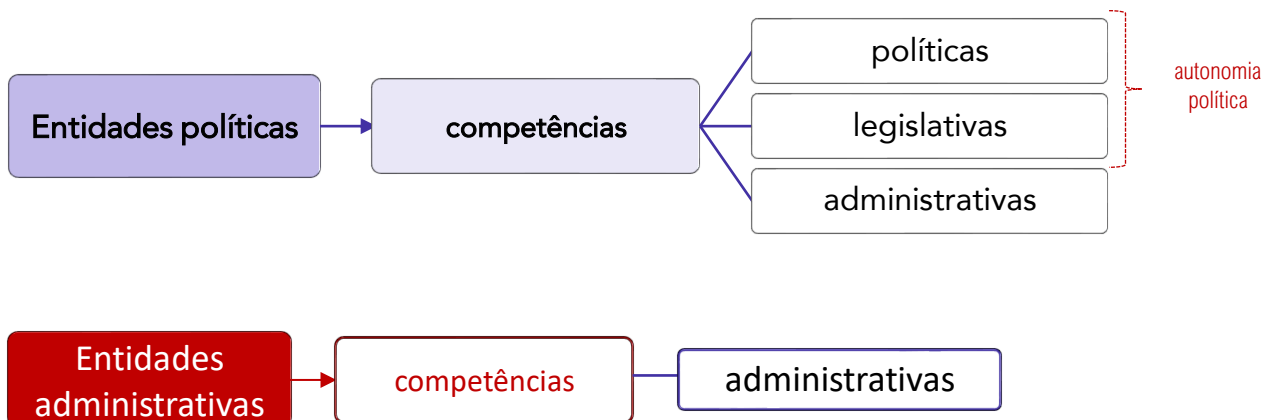 políticas
autonomia
política
Entidades políticas
competências
legislativas
administrativas
Entidades
administrativas
competências
administrativas